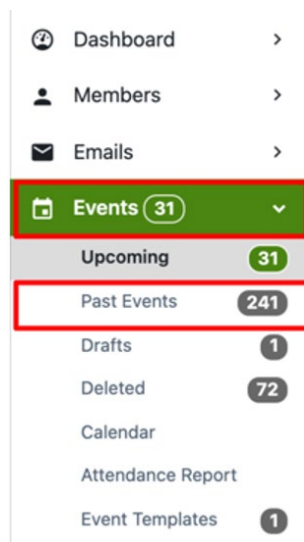 Dashboard
Members
Emails
Events 31
Upcoming 31
Past Events 241
Drafts 1
Deleted 72
Calendar
Attendance Report
Event Templates 1